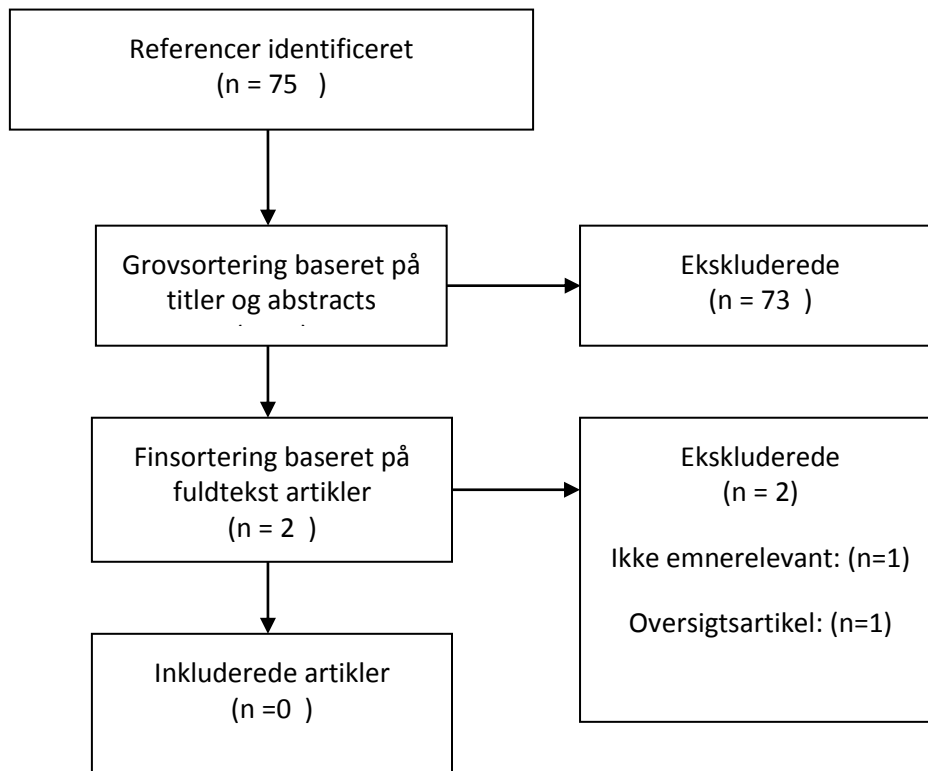 Referencer identificeret
(n = 75   )
Grovsortering baseret på
titler og abstracts
Ekskluderede
(n = 73  )
Finsortering baseret på
fuldtekst artikler
(n = 2  )
Ekskluderede
(n = 2)
Ikke emnerelevant: (n=1)
Oversigtsartikel: (n=1)
Inkluderede artikler
(n =0  )